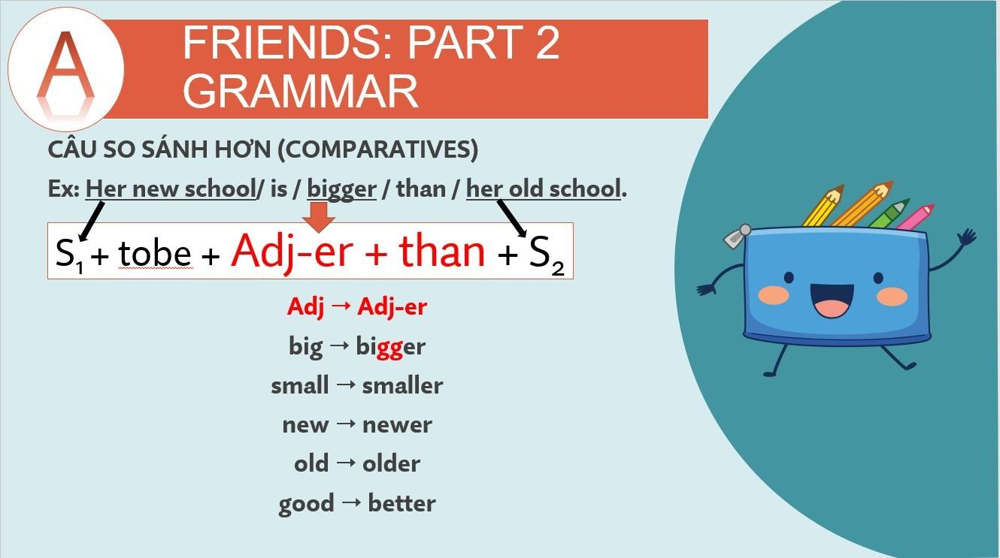 A
FRIENDS: PART 2
GRAMMAR
CÂU SO SÁNH HƠN (COMPARATIVES)
Ex: Her new school/ is / bigger / than / her old school.
S₁ + tobe + Adj-er + than + S₂
Adj → Adj-er
big → bigger
small → smaller
new → newer
old → older
good → better